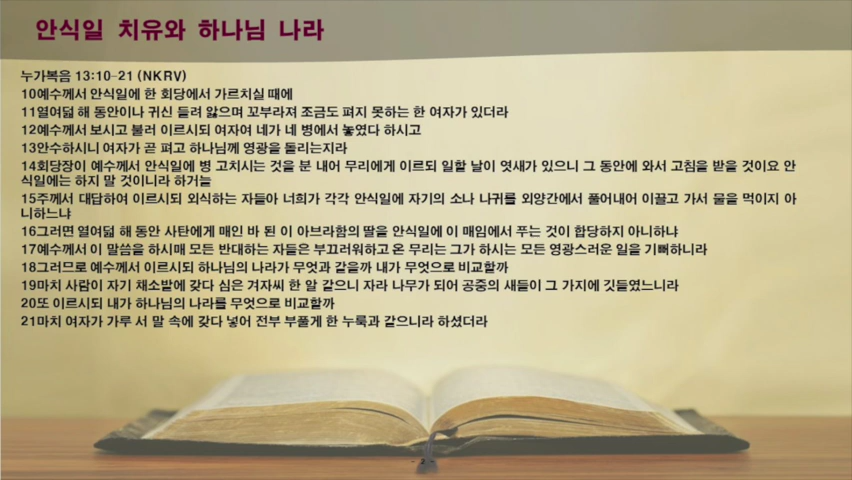 안식일 치유와 하나님 나라
누가복음 13:10-21 (NKRV)
10예수께서 안식일에 한 회당에서 가르치실 때에
11열여덟 해 동안이나 귀신 들려 앓으며 꼬부라져 조금도 펴지 못하는 한 여자가 있더라
12예수께서 보시고 불러 이르시되 여자여 네가 네 병에서 놓였다 하시고
13안수하시니 여자가 곧 펴고 하나님께 영광을 돌리는지라
14회당장이 예수께서 안식일에 병 고치시는 것을 분 내어 무리에게 이르되 일할 날이 엿새가 있으니 그 동안에 와서 고침을 받을 것이요 안
식일에는 하지 말 것이니라 하거늘
15주께서 대답하여 이르시되 외식하는 자들아 너희가 각각 안식일에 자기의 소나 나귀를 외양간에서 풀어내어 이끌고 가서 물을 먹이지 아
니하느냐
16그러면 열여덟 해 동안 사탄에게 매인 바 된 이 아브라함의 딸을 안식일에 이 매임에서 푸는 것이 합당하지 아니하냐
17예수께서 이 말씀을 하시매 모든 반대하는 자들은 부끄러워하고 온 무리는 그가 하시는 모든 영광스러운 일을 기뻐하니라
18그러므로 예수께서 이르시되 하나님의 나라가 무엇과 같을까 내가 무엇으로 비교할까
19마치 사람이 자기 채소밭에 갖다 심은 겨자씨 한 알 같으니 자라 나무가 되어 공중의 새들이 그 가지에 깃들였느니라
20또 이르시되 내가 하나님의 나라를 무엇으로 비교할까
21마치 여자가 가루 서 말 속에 갖다 넣어 전부 부풀게 한 누룩과 같으니라 하셨더라